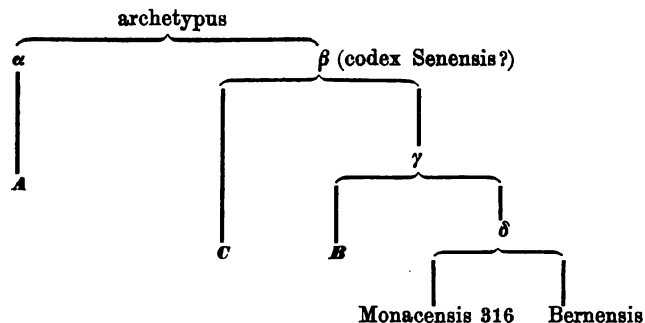 archetypus
α β (codex Senensis?)
γ
A
δ
C B
Monacensis 316 Bernensis